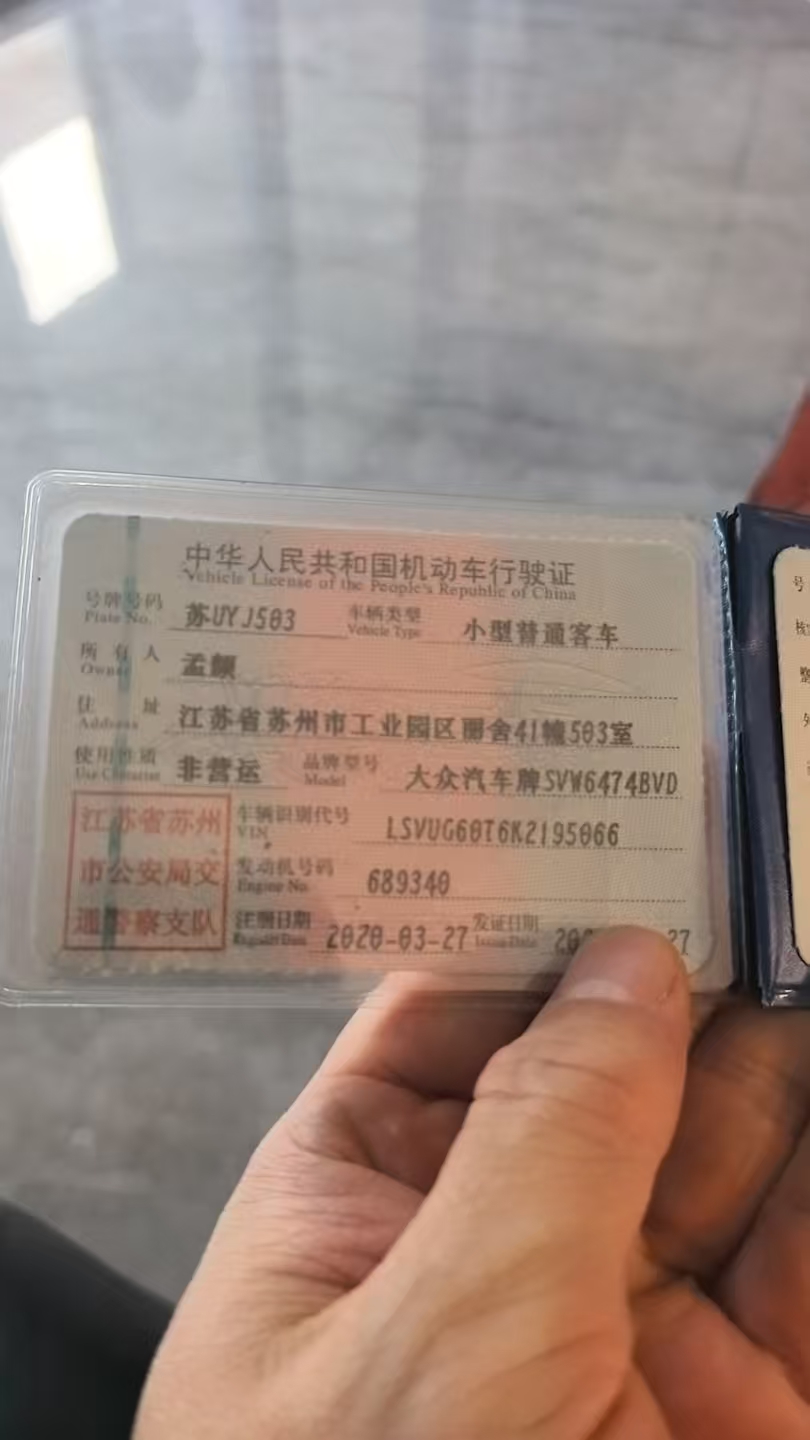 中华人民共和国机动车行驶证
Vehicle License of the People's Republic of China
号牌号码 苏UYJ503 车辆类型 小型普通客车
Plate No. Vehicle Type
所有人 孟颢
Owner
住址 江苏省苏州市工业园区丽舍41幢503室
Address
使用性质 非营运 品牌型号 大众汽车牌SVW6474BVD
Use Character Model
江苏省苏州 车辆识别代号 LSVUG60T6K2195066
VIN
市公安局交 发动机号码 689340
Engine No.
通警察支队 注册日期 2020-03-27 发证日期 27
Register Date Issue Date
号